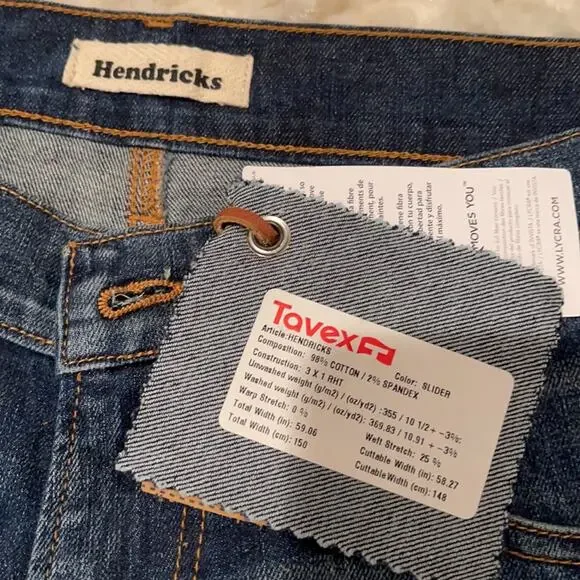 Hendricks
MOVES YOU™
WWW.LYCRA.COM
Tavex
Article:HENDRICKS
Color: SLIDER
Composition: 98% COTTON / 2% SPANDEX
Construction: 3 X 1 RHT
Unwashed weight (g/m2) / (oz/yd2) :355 / 10 1/2 + -3%:
Washed weight (g/m2) / (oz/yd2): 369.83 / 10.91 + -3%
Warp Stretch: 0 %
Weft Stretch: 25 %
Total Width (in): 59.06
Cuttable Width (in): 58.27
Total Width (cm): 150
Cuttable Width (cm): 148